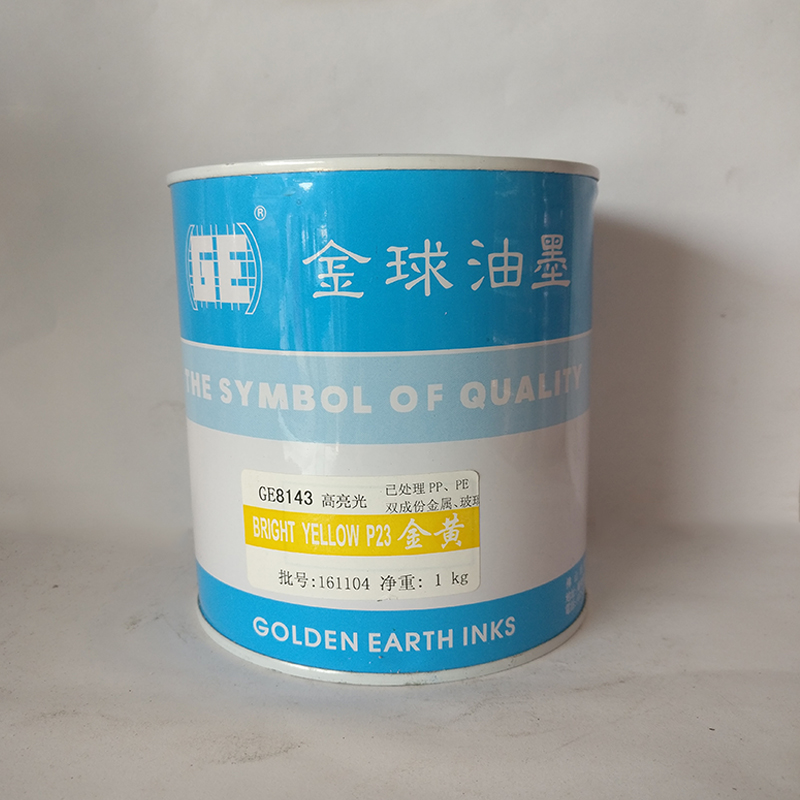 GE ®
金球油墨
THE SYMBOL OF QUALITY
GE8143 高亮光
已处理 PP、PE
双成份金属、玻璃
BRIGHT YELLOW P23 金黄
批号:161104 净重: 1 kg
GOLDEN EARTH INKS